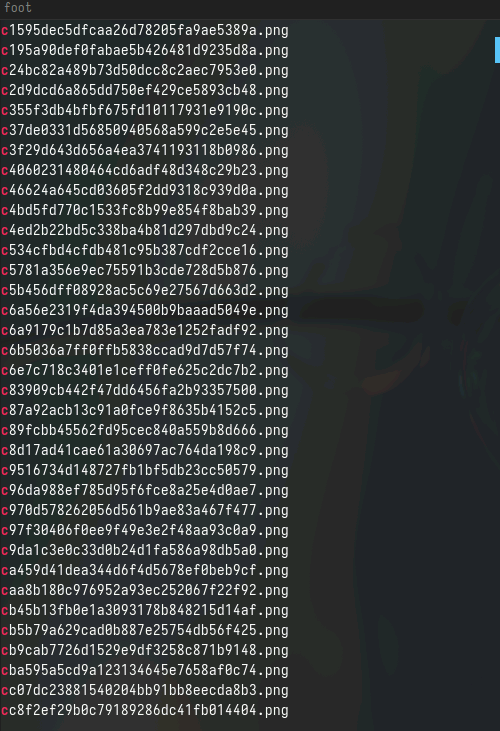 foot
c1595dec5dfcaa26d78205fa9ae5389a.png
c195a90def0fabae5b426481d9235d8a.png
c24bc82a489b73d50dcc8c2aec7953e0.png
c2d9dcd6a865dd750ef429ce5893cb48.png
c355f3db4bfbf675fd10117931e9190c.png
c37de0331d56850940568a599c2e5e45.png
c3f29d643d656a4ea3741193118b0986.png
c4060231480464cd6adf48d348c29b23.png
c46624a645cd03605f2dd9318c939d0a.png
c4bd5fd770c1533fc8b99e854f8bab39.png
c4ed2b22bd5c338ba4b81d297dbd9c24.png
c534cfbd4cfdb481c95b387cdf2cce16.png
c5781a356e9ec75591b3cde728d5b876.png
c5b456dff08928ac5c69e27567d663d2.png
c6a56e2319f4da394500b9baaad5049e.png
c6a9179c1b7d85a3ea783e1252fadf92.png
c6b5036a7ff0ffb5838ccad9d7d57f74.png
c6e7c718c3401e1ceff0fe625c2dc7b2.png
c83909cb442f47dd6456fa2b93357500.png
c87a92acb13c91a0fce9f8635b4152c5.png
c89fcbb45562fd95cec840a559b8d666.png
c8d17ad41cae61a30697ac764da198c9.png
c9516734d148727fb1bf5db23cc50579.png
c96da988ef785d95f6fce8a25e4d0ae7.png
c970d578262056d561b9ae83a467f477.png
c97f30406f0ee9f49e3e2f48aa93c0a9.png
c9da1c3e0c33d0b24d1fa586a98db5a0.png
ca459d41dea344d6f4d5678ef0beb9cf.png
caa8b180c976952a93ec252067f22f92.png
cb45b13fb0e1a3093178b848215d14af.png
cb5b79a629cad0b887e25754db56f425.png
cb9cab7726d1529e9df3258c871b9148.png
cba595a5cd9a123134645e7658af0c74.png
cc07dc23881540204bb91bb8eecda8b3.png
cc8f2ef29b0c79189286dc41fb014404.png